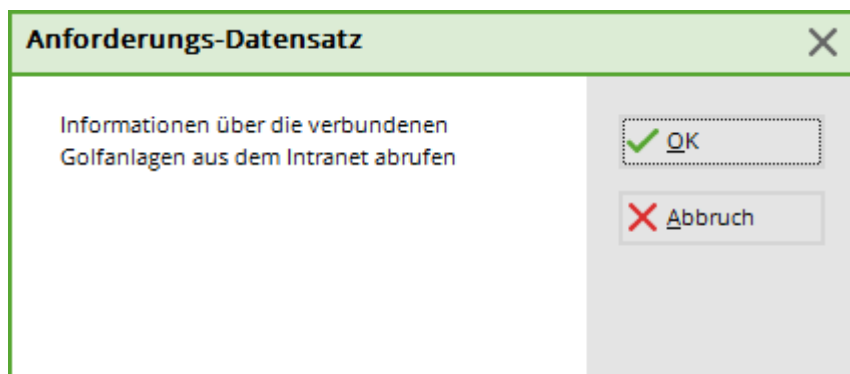 Anforderungs-Datensatz
Informationen über die verbundenen
Golfanlagen aus dem Intranet abrufen
OK
Abbruch